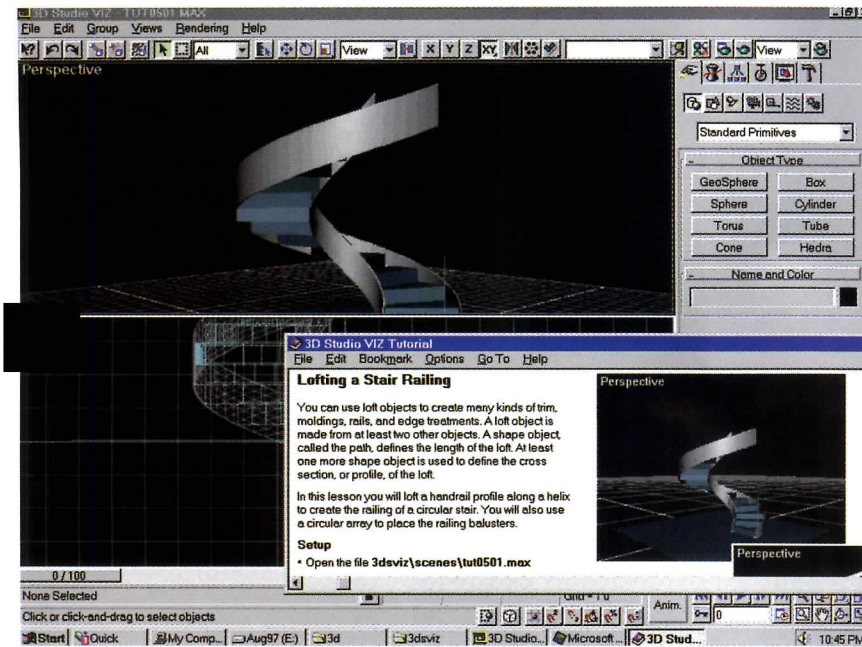 3D Studio VIZ - TUT0501.MAX
File Edit Group Views Rendering Help
All View X Y Z XY View
Perspective
Standard Primitives
- Object Type
GeoSphere Box
Sphere Cylinder
Torus Tube
Cone Hedra
- Name and Color
3D Studio VIZ Tutorial
File Edit Bookmark Options Go To Help
Lofting a Stair Railing
You can use loft objects to create many kinds of trim,
moldings, rails, and edge treatments. A loft object is
made from at least two other objects. A shape object,
called the path, defines the length of the loft. At least
one more shape object is used to define the cross
section, or profile, of the loft.
In this lesson you will loft a handrail profile along a helix
to create the railing of a circular stair. You will also use
a circular array to place the railing balusters.
Setup
• Open the file 3dsviz\scenes\tut0501.max
Perspective
Perspective
0 / 100
None Selected
Click or click-and-drag to select objects
Anim.
0
Start Quick My Comp... Aug97 (E:) 3d 3dsviz 3D Studio... Microsoft... 3D Stud... 10:45 PM